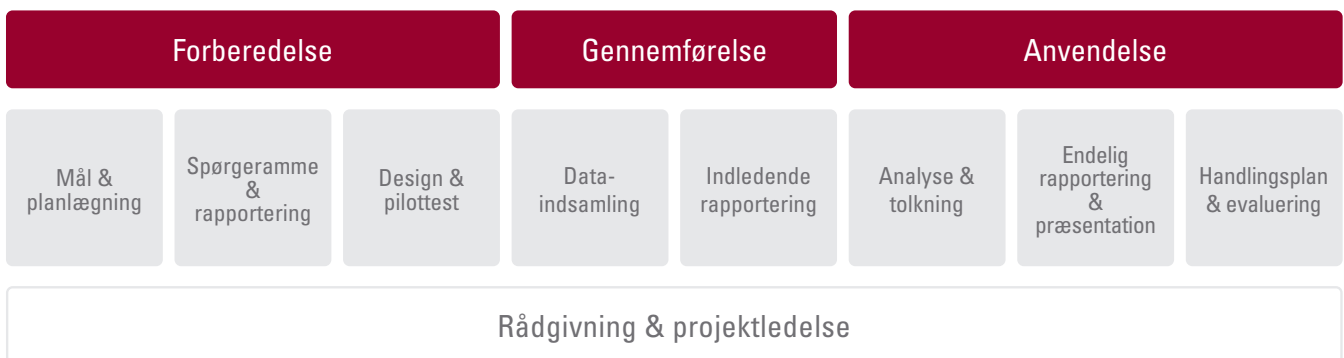 Forberedelse
Gennemførelse
Anvendelse
Mål &
planlægning
Spørgeramme
&
rapportering
Design &
pilottest
Data-
indsamling
Indledende
rapportering
Analyse &
tolkning
Endelig
rapportering
&
præsentation
Handlingsplan
& evaluering
Rådgivning & projektledelse